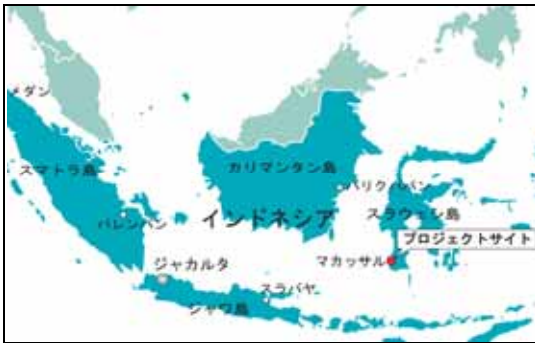 メダン
スマトラ島
カリマンタン島
バリクパパン
パレンバン
インドネシア
スラウェシ島
プロジェクトサイト
マカッサル
ジャカルタ
スラバヤ
ジャワ島